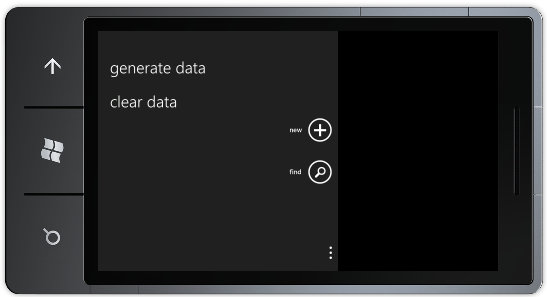 generate data
clear data
new
find